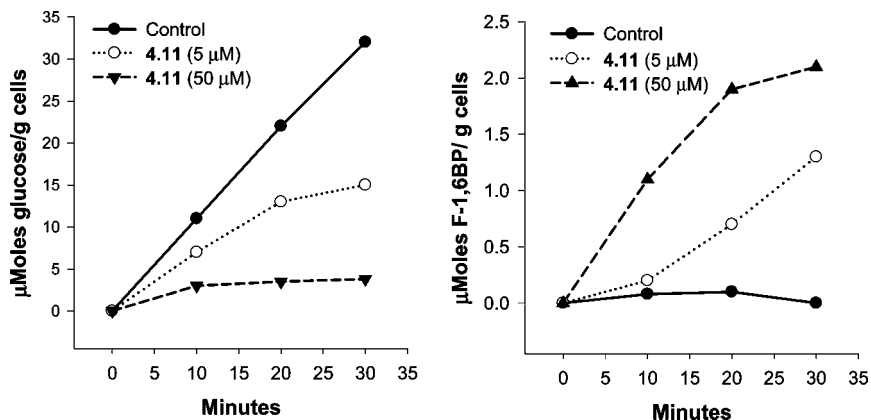 Control
4.11 (5 μM)
4.11 (50 μM)
35
30
25
20
15
10
5
0
μMoles glucose/g cells
0 5 10 15 20 25 30 35
Minutes
Control
4.11 (5 μM)
4.11 (50 μM)
2.0
1.5
1.0
0.5
0.0
μMoles F-1,6BP/ g cells
0 5 10 15 20 25 30 35
Minutes